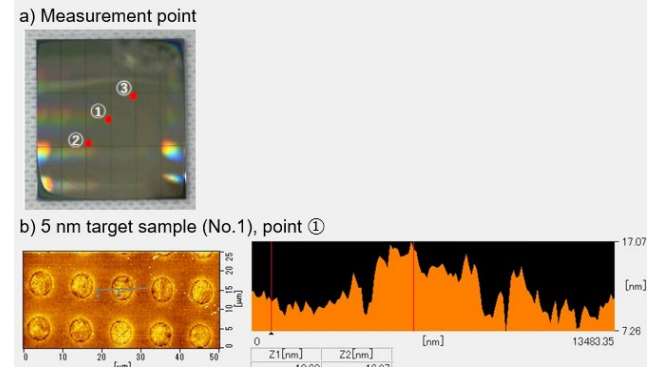 a) Measurement point
③
①
②
b) 5 nm target sample (No.1), point ①
17.07
[nm]
7.26
0 [nm] 13483.35
0 5 10 15 20 25
[μm]
0 10 20 30 40 50
[μm]
Z1[nm] Z2[nm]